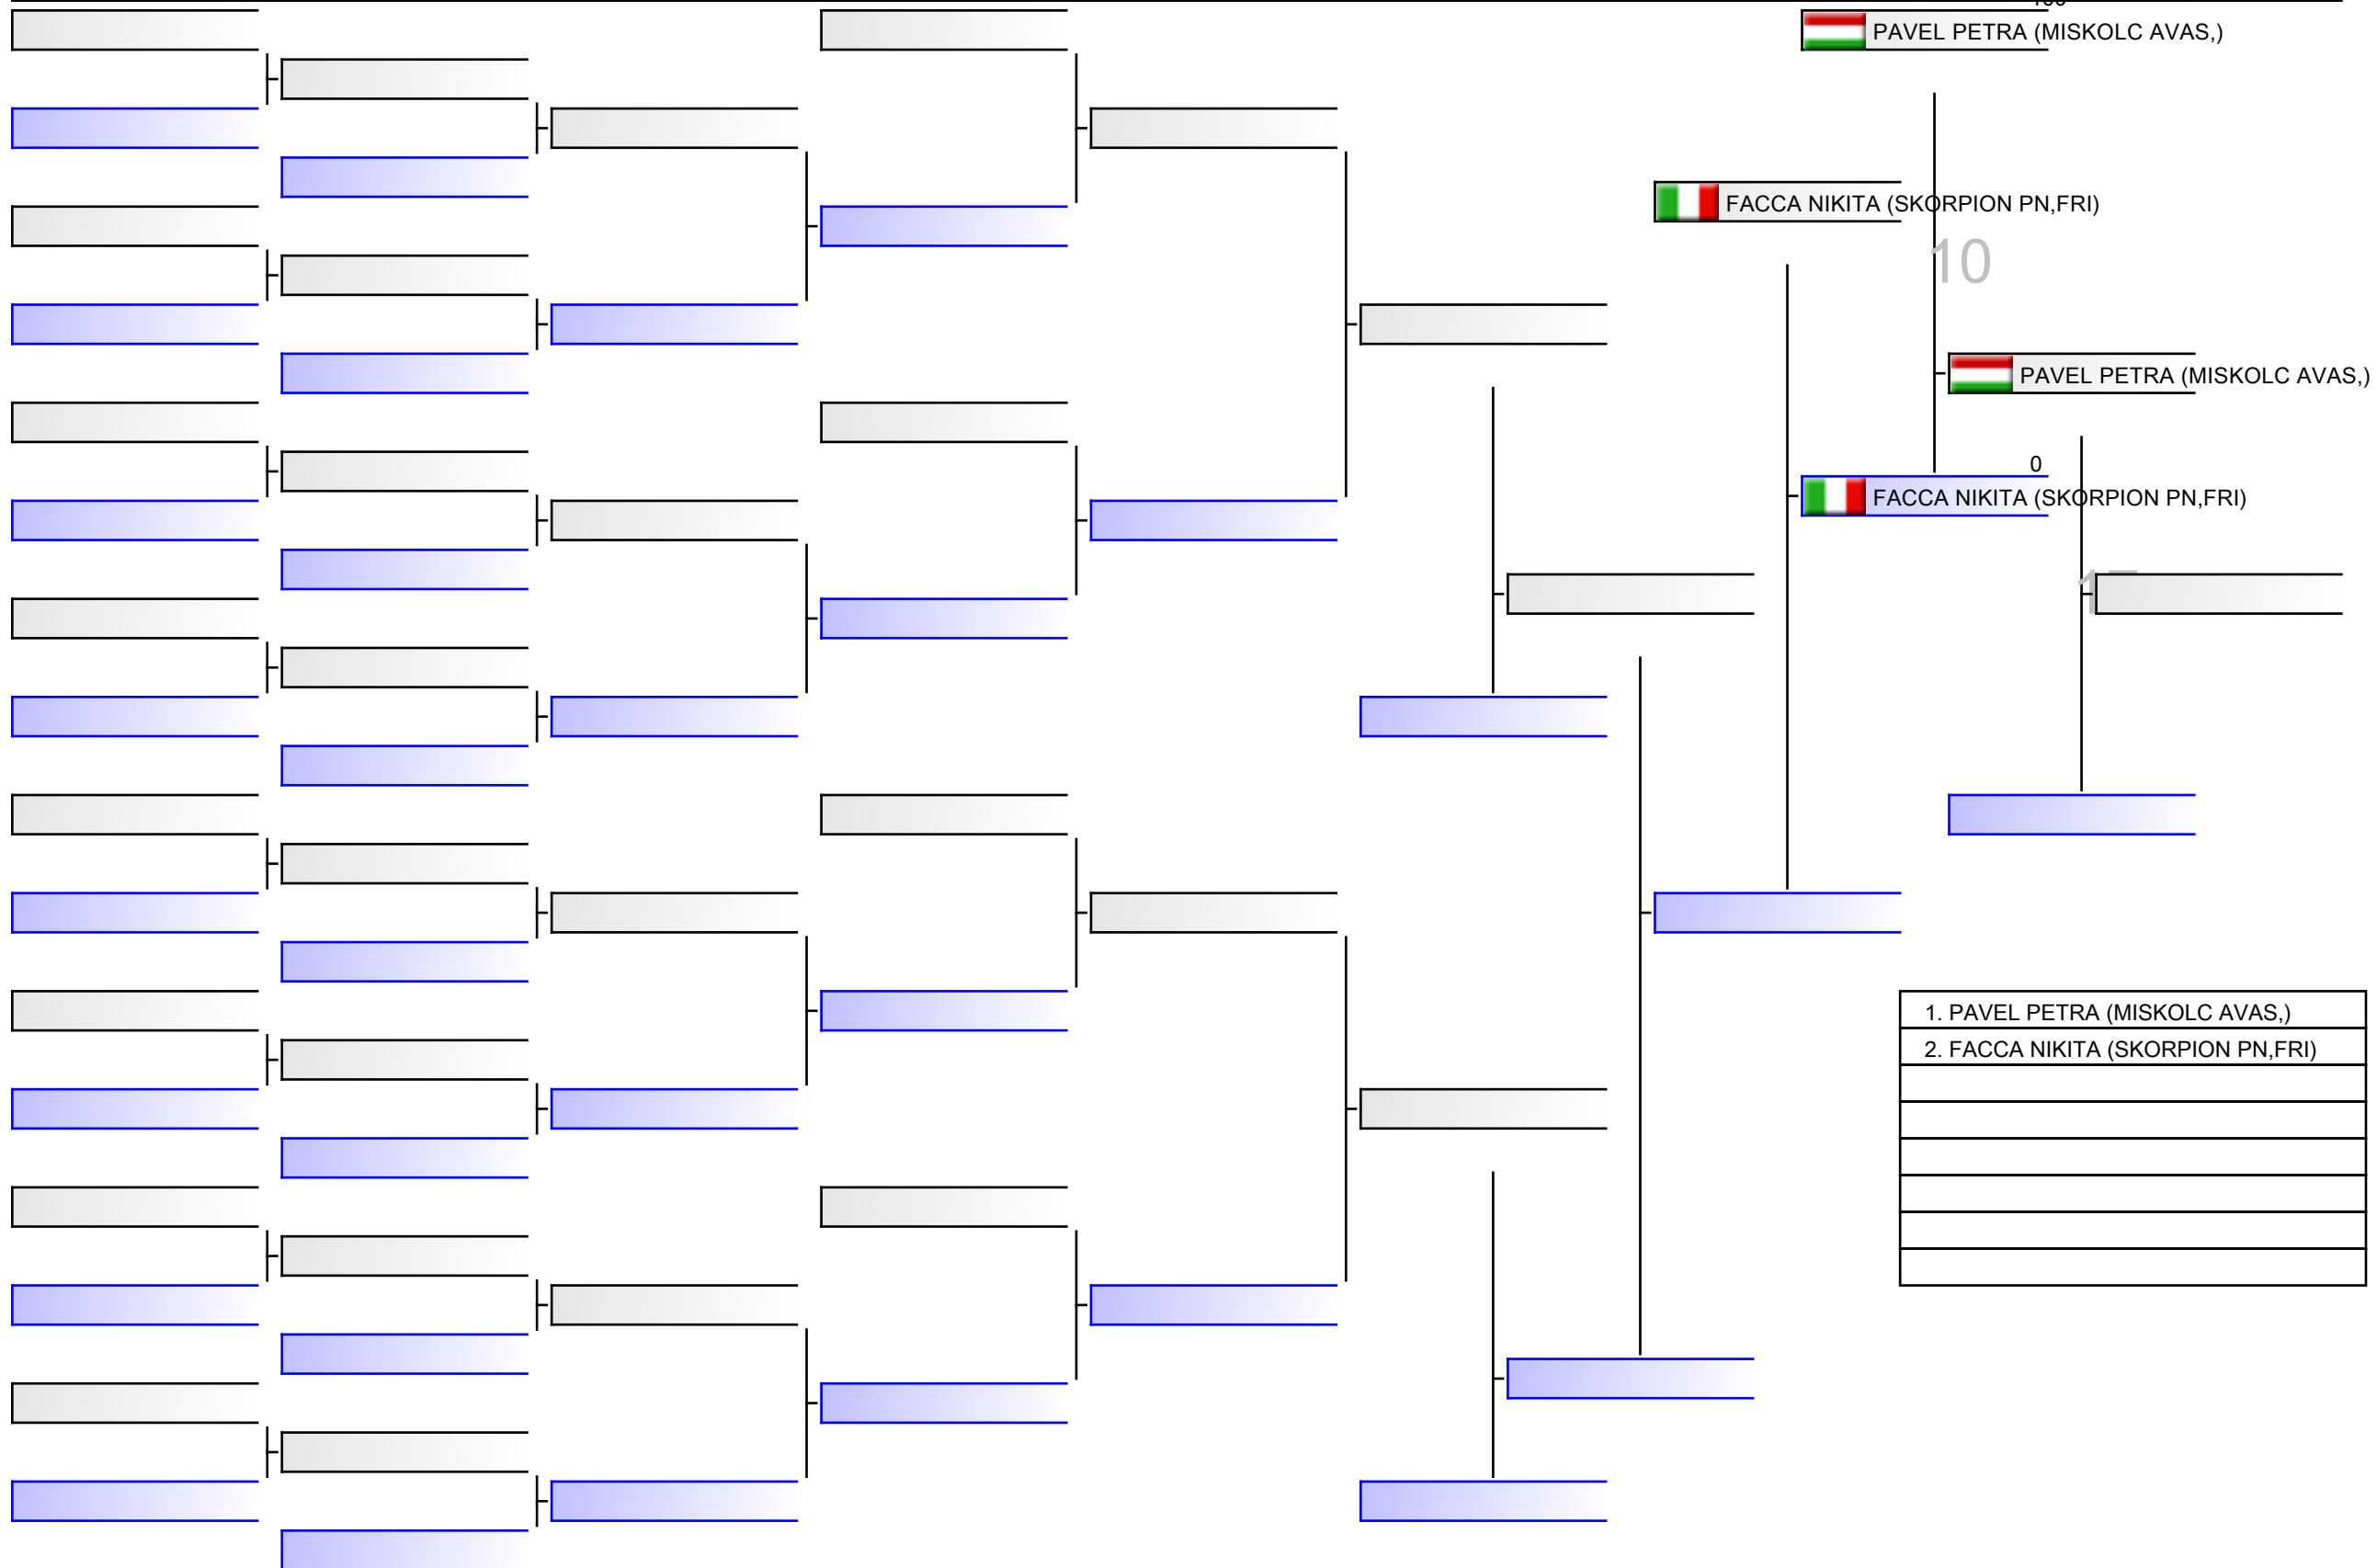 PAVEL PETRA (MISKOLC AVAS,)
FACCA NIKITA (SKORPION PN,FRI)
10
PAVEL PETRA (MISKOLC AVAS,)
0
FACCA NIKITA (SKORPION PN,FRI)
1. PAVEL PETRA (MISKOLC AVAS,)
2. FACCA NIKITA (SKORPION PN,FRI)